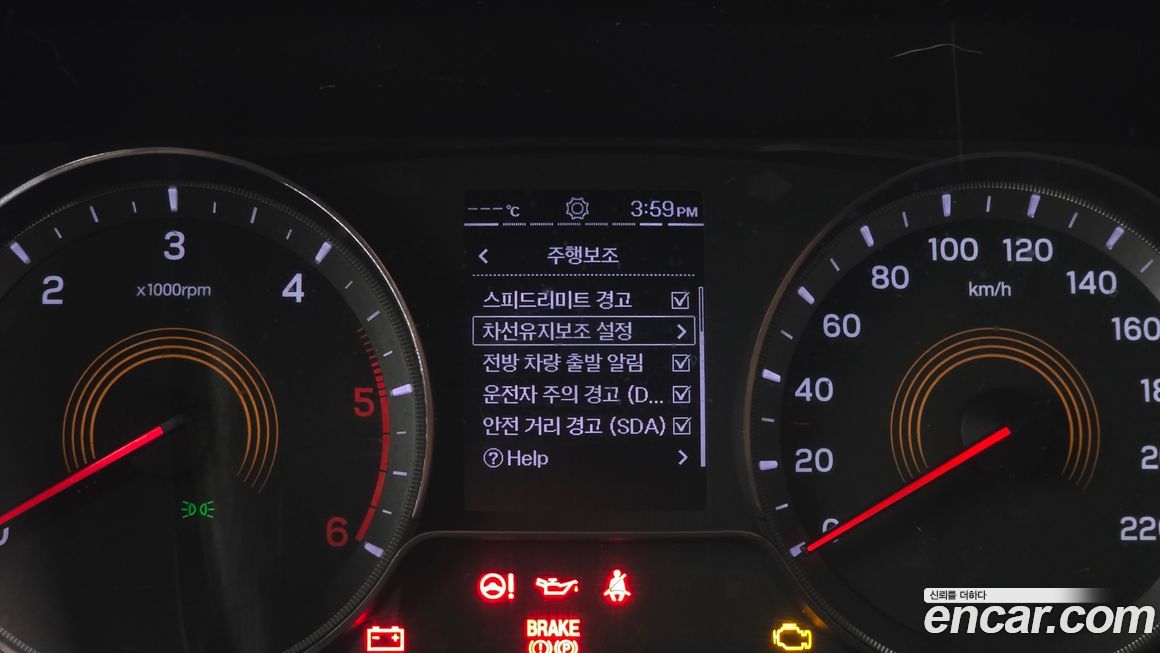 ---°C 3:59PM
주행보조
스피드리미트 경고
차선유지보조 설정
전방 차량 출발 알림
운전자 주의 경고 (D...
안전 거리 경고 (SDA)
? Help
2 3 4 5 6
x1000rpm
0 20 40 60 80 100 120 140 160
km/h
BRAKE
(!) (P)
신뢰를 더하다
encar.com